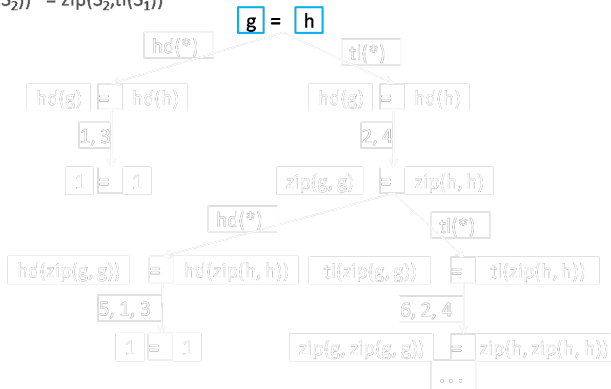 S₂)) = zip(S₂,tl(S₁))
g = h
hd(*) tl(*)
hd(g) = hd(h) hd(g) = hd(h)
1, 3 2, 4
1 = 1 zip(g, g) = zip(h, h)
hd(*) tl(*)
hd(zip(g, g)) = hd(zip(h, h)) tl(zip(g, g)) = tl(zip(h, h))
5, 1, 3 6, 2, 4
1 = 1 zip(g, zip(g, g)) = zip(h, zip(h, h))
...